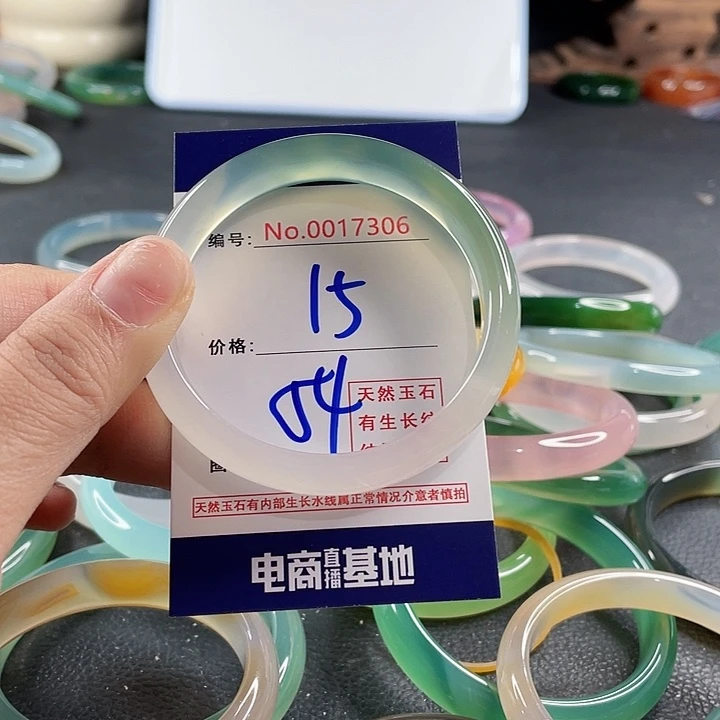 编号: No.0017306
15
价格:
54
天然玉石
有生长纹
天然玉石有内部生长水线属正常情况介意者慎拍
电商直播基地